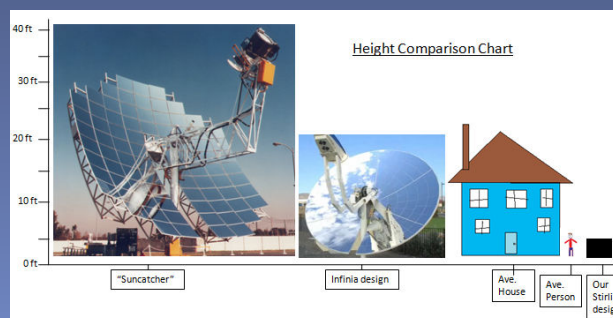 Height Comparison Chart
40 ft
30 ft
20 ft
10 ft
0 ft
"Suncatcher"
Infinia design
Ave.
House
Ave.
Person
Our